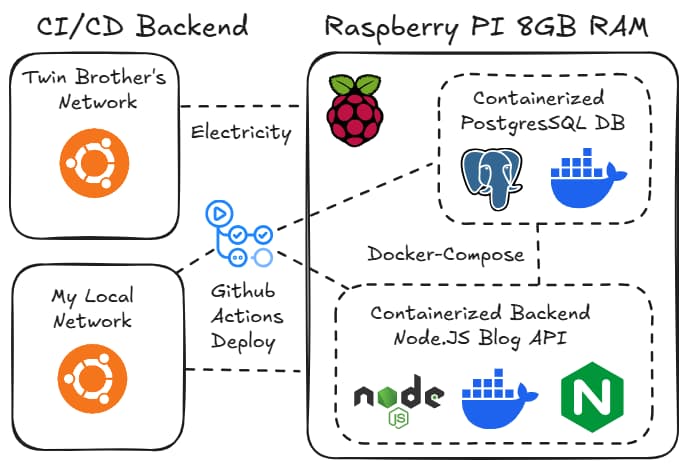 CI/CD Backend
Raspberry PI 8GB RAM
Twin Brother's
Network
Electricity
Containerized
PostgresSQL DB
Docker-Compose
My Local
Network
Github
Actions
Deploy
Containerized Backend
Node.JS Blog API
node
JS
N